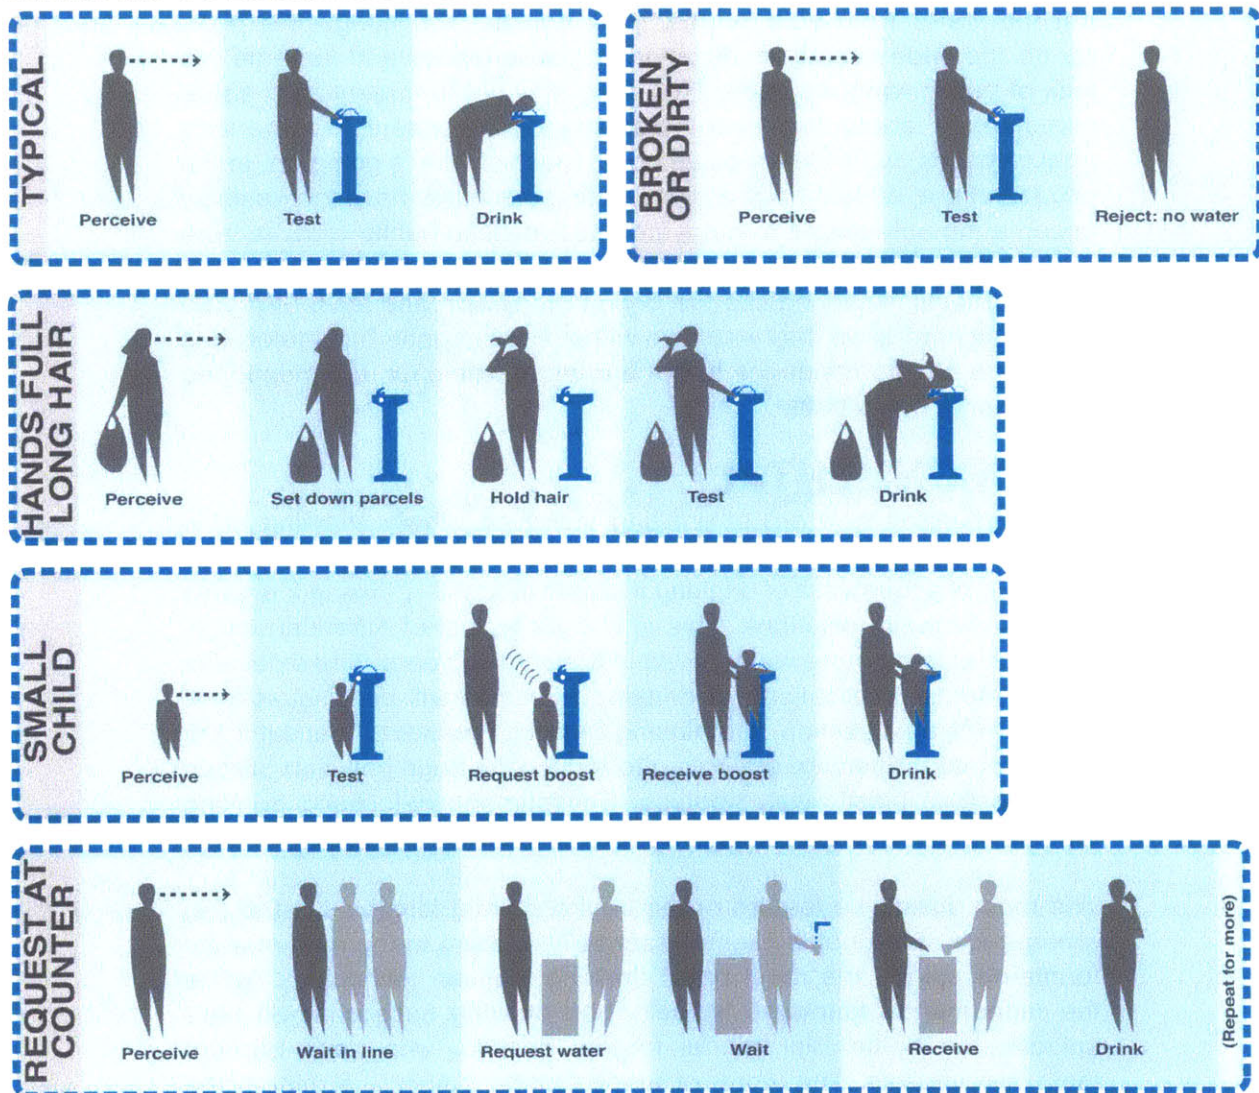 TYPICAL
Perceive
Test
Drink
BROKEN
OR DIRTY
Perceive
Test
Reject: no water
HANDS FULL
LONG HAIR
Perceive
Set down parcels
Hold hair
Test
Drink
SMALL
CHILD
Perceive
Test
Request boost
Receive boost
Drink
REQUEST AT
COUNTER
Perceive
Wait in line
Request water
Wait
Receive
Drink
(Repeat for more)